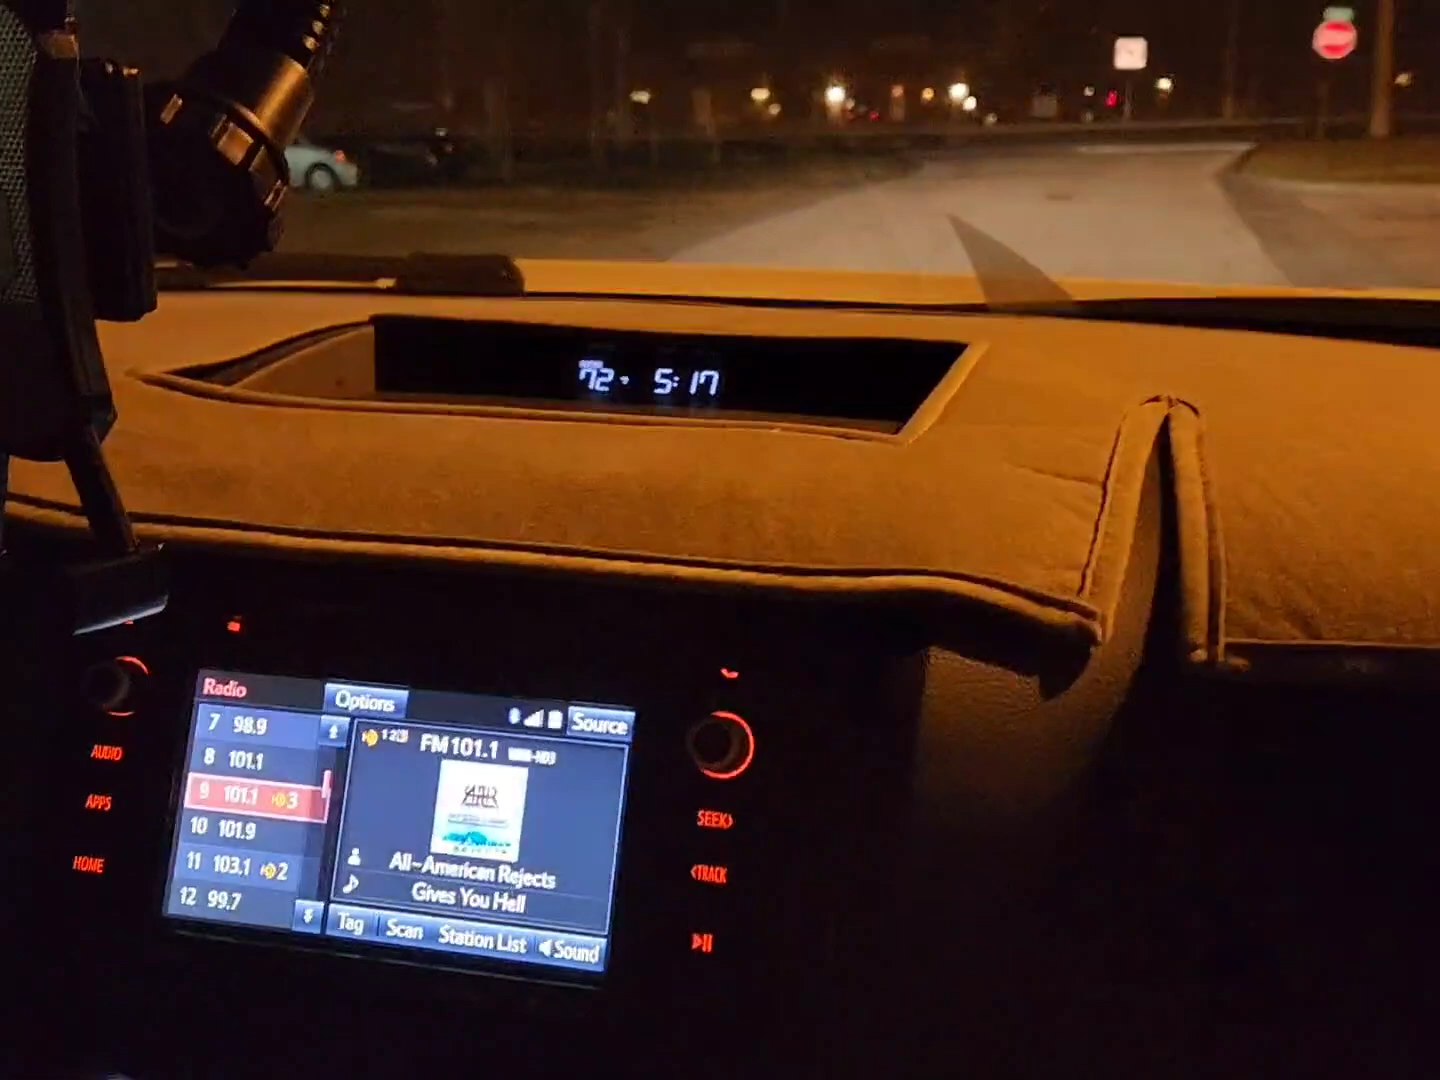 72° 5:17
Radio
Options
Source
7 98.9
8 101.1
9 101.1 3
10 101.9
11 103.1 2
12 99.7
FM101.1
All-American Rejects
Gives You Hell
Tag
Scan
Station List
Sound
AUDIO
APPS
HOME
SEEK>
<TRACK